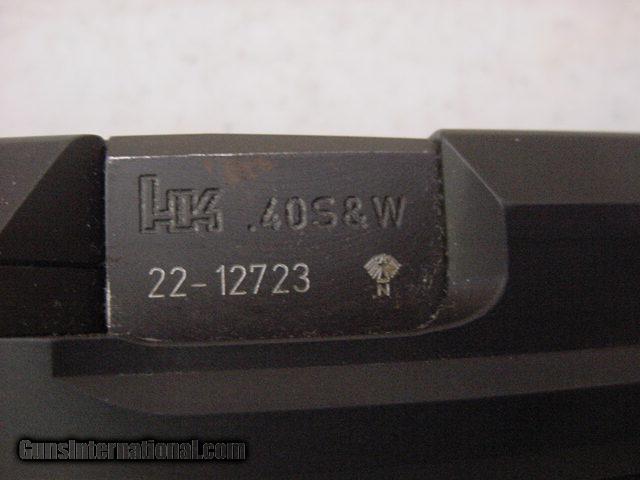 HK .40S&W
22-12723
N
GunsInternational.com